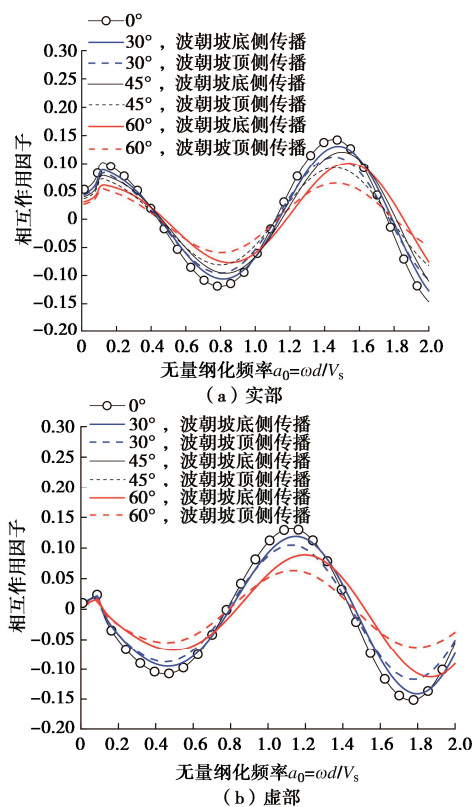 0°
30°，波朝坡底侧传播
30°，波朝坡顶侧传播
45°，波朝坡底侧传播
45°，波朝坡顶侧传播
60°，波朝坡底侧传播
60°，波朝坡顶侧传播
0.30
0.25
0.20
0.15
0.10
0.05
0
−0.05
−0.10
−0.15
−0.20
相互作用因子
0 0.2 0.4 0.6 0.8 1.0 1.2 1.4 1.6 1.8 2.0
无量纲化频率a0=ωd/Vs
（a）实部
0°
30°，波朝坡底侧传播
30°，波朝坡顶侧传播
45°，波朝坡底侧传播
45°，波朝坡顶侧传播
60°，波朝坡底侧传播
60°，波朝坡顶侧传播
0.30
0.25
0.20
0.15
0.10
0.05
0
−0.05
−0.10
−0.15
−0.20
相互作用因子
0 0.2 0.4 0.6 0.8 1.0 1.2 1.4 1.6 1.8 2.0
无量纲化频率a0=ωd/Vs
（b）虚部